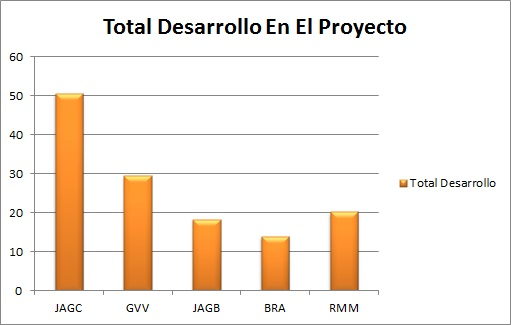 Total Desarrollo En El Proyecto
60
50
40
30
20
10
0
JAGC GVV JAGB BRA RMM
Total Desarrollo